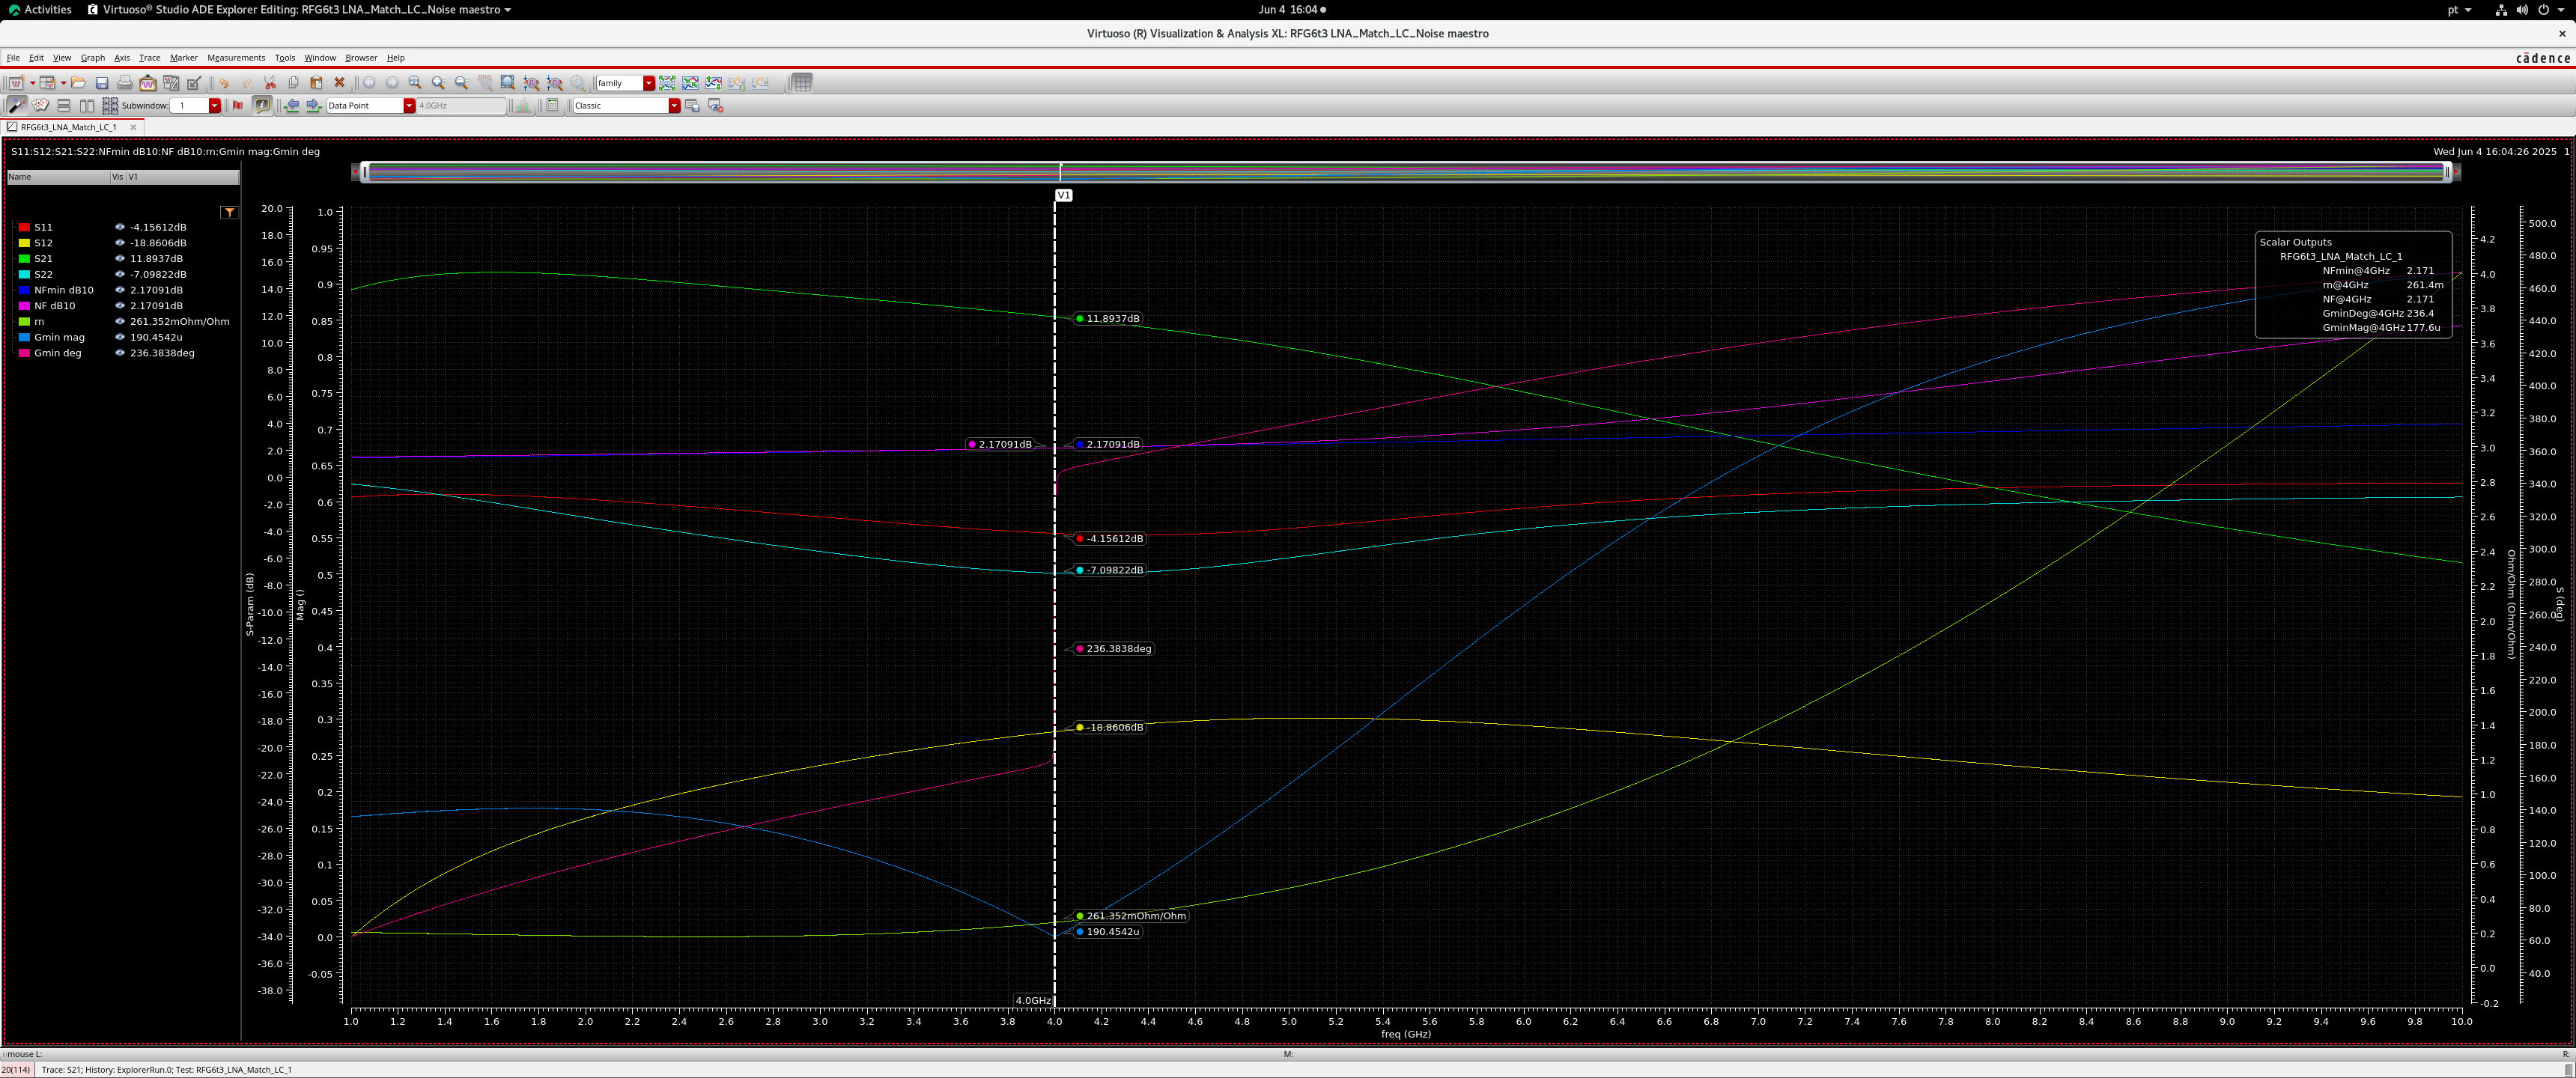 Activities Virtuoso® Studio ADE Explorer Editing: RFG6t3 LNA_Match_LC_Noise maestro Jun 4 16:04 pt
Virtuoso (R) Visualization & Analysis XL: RFG6t3 LNA_Match_LC_Noise maestro
File Edit View Graph Axis Trace Marker Measurements Tools Window Browser Help cādence
family
Subwindow: 1 Data Point 4.0GHz Classic
RFG6t3_LNA_Match_LC_1
S11:S12:S21:S22:NFmin dB10:NF dB10:rn:Gmin mag:Gmin deg Wed Jun 4 16:04:26 2025 1
Name Vis V1
S11 -4.15612dB
S12 -18.8606dB
S21 11.8937dB
S22 -7.09822dB
NFmin dB10 2.17091dB
NF dB10 2.17091dB
rn 261.352mOhm/Ohm
Gmin mag 190.4542u
Gmin deg 236.3838deg
S-Param (dB)
20.0
18.0
16.0
14.0
12.0
10.0
8.0
6.0
4.0
2.0
0.0
-2.0
-4.0
-6.0
-8.0
-10.0
-12.0
-14.0
-16.0
-18.0
-20.0
-22.0
-24.0
-26.0
-28.0
-30.0
-32.0
-34.0
-36.0
-38.0
Mag ()
1.0
0.95
0.9
0.85
0.8
0.75
0.7
0.65
0.6
0.55
0.5
0.45
0.4
0.35
0.3
0.25
0.2
0.15
0.1
0.05
0.0
-0.05
V1
11.8937dB
2.17091dB 2.17091dB
-4.15612dB
-7.09822dB
236.3838deg
-18.8606dB
261.352mOhm/Ohm
190.4542u
4.0GHz
Scalar Outputs
RFG6t3_LNA_Match_LC_1
NFmin@4GHz 2.171
rn@4GHz 261.4m
NF@4GHz 2.171
GminDeg@4GHz 236.4
GminMag@4GHz 177.6u
4.2
4.0
3.8
3.6
3.4
3.2
3.0
2.8
2.6
2.4
2.2
2.0
1.8
1.6
1.4
1.2
1.0
0.8
0.6
0.4
0.2
0.0
-0.2
Ohm/Ohm (Ohm/Ohm)
500.0
480.0
460.0
440.0
420.0
400.0
380.0
360.0
340.0
320.0
300.0
280.0
260.0
240.0
220.0
200.0
180.0
160.0
140.0
120.0
100.0
80.0
60.0
40.0
S (deg)
1.0 1.2 1.4 1.6 1.8 2.0 2.2 2.4 2.6 2.8 3.0 3.2 3.4 3.6 3.8 4.0 4.2 4.4 4.6 4.8 5.0 5.2 5.4 5.6 5.8 6.0 6.2 6.4 6.6 6.8 7.0 7.2 7.4 7.6 7.8 8.0 8.2 8.4 8.6 8.8 9.0 9.2 9.4 9.6 9.8 10.0
freq (GHz)
mouse L: M: R:
20(114) Trace: S21; History: ExplorerRun.0; Test: RFG6t3_LNA_Match_LC_1